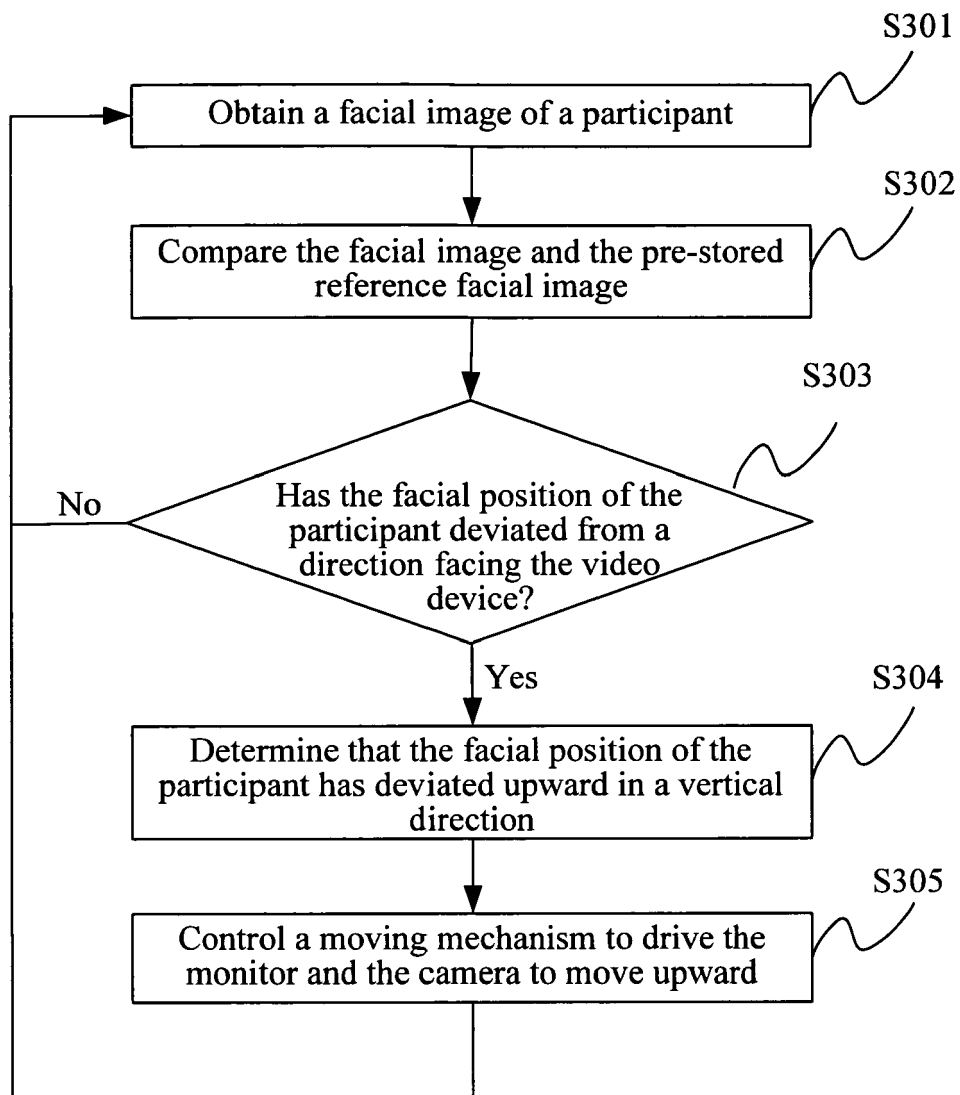 S301
Obtain a facial image of a participant
S302
Compare the facial image and the pre-stored
reference facial image
S303
Has the facial position of the
participant deviated from a
direction facing the video
device?
No
Yes
S304
Determine that the facial position of the
participant has deviated upward in a vertical
direction
S305
Control a moving mechanism to drive the
monitor and the camera to move upward